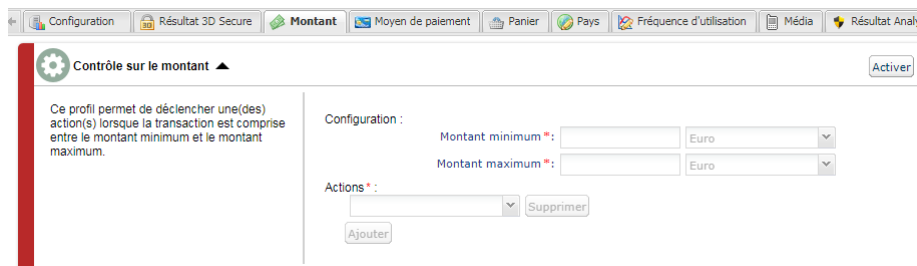 Configuration Résultat 3D Secure Montant Moyen de paiement Panier Pays Fréquence d'utilisation Média Résultat Analy
Contrôle sur le montant Activer
Ce profil permet de déclencher une(des)
action(s) lorsque la transaction est comprise
entre le montant minimum et le montant
maximum.
Configuration :
Montant minimum *: Euro
Montant maximum *: Euro
Actions * :
Supprimer
Ajouter